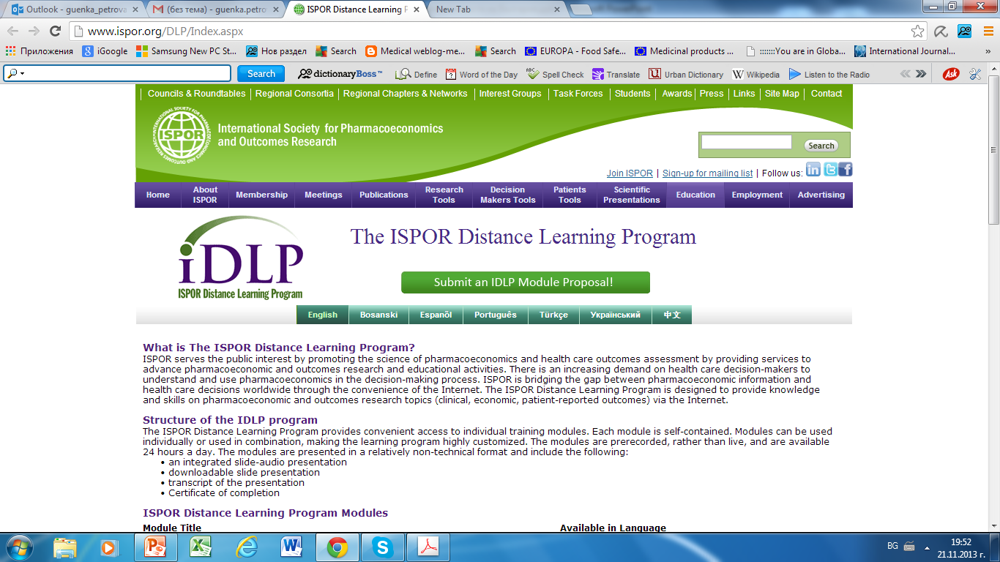 Outlook - guenka_petrova
(без тема) - guenka.petro
ISPOR Distance Learning P
New Tab
www.ispor.org/DLP/Index.aspx
Приложения
iGoogle
Samsung New PC St...
Нов раздел
Search
Medical weblog-me...
Search
EUROPA - Food Safe...
Medicinal products ...
:::::::You are in Globa...
International Journal...
»
Search
dictionaryBoss™
Define
Word of the Day
Spell Check
Translate
Urban Dictionary
Wikipedia
Listen to the Radio
Ask
Councils & Roundtables | Regional Consortia | Regional Chapters & Networks | Interest Groups | Task Forces | Students | Awards | Press | Links | Site Map | Contact
ISPOR
International Society for Pharmacoeconomics
and Outcomes Research
Search
Join ISPOR | Sign-up for mailing list | Follow us:
Home
About
ISPOR
Membership
Meetings
Publications
Research
Tools
Decision
Makers Tools
Patients
Tools
Scientific
Presentations
Education
Employment
Advertising
iDLP
ISPOR Distance Learning Program
The ISPOR Distance Learning Program
Submit an IDLP Module Proposal!
English
Bosanski
Espanõl
Português
Türkçe
Український
中文
What is The ISPOR Distance Learning Program?
ISPOR serves the public interest by promoting the science of pharmacoeconomics and health care outcomes assessment by providing services to
advance pharmacoeconomic and outcomes research and educational activities. There is an increasing demand on health care decision-makers to
understand and use pharmacoeconomics in the decision-making process. ISPOR is bridging the gap between pharmacoeconomic information and
health care decisions worldwide through the convenience of the Internet. The ISPOR Distance Learning Program is designed to provide knowledge
and skills on pharmacoeconomic and outcomes research topics (clinical, economic, patient-reported outcomes) via the Internet.
Structure of the IDLP program
The ISPOR Distance Learning Program provides convenient access to individual training modules. Each module is self-contained. Modules can be used
individually or used in combination, making the learning program highly customized. The modules are prerecorded, rather than live, and are available
24 hours a day. The modules are presented in a relatively non-technical format and include the following:
• an integrated slide-audio presentation
• downloadable slide presentation
• transcript of the presentation
• Certificate of completion
ISPOR Distance Learning Program Modules
Module Title
Available in Language
BG
19:52
21.11.2013 г.